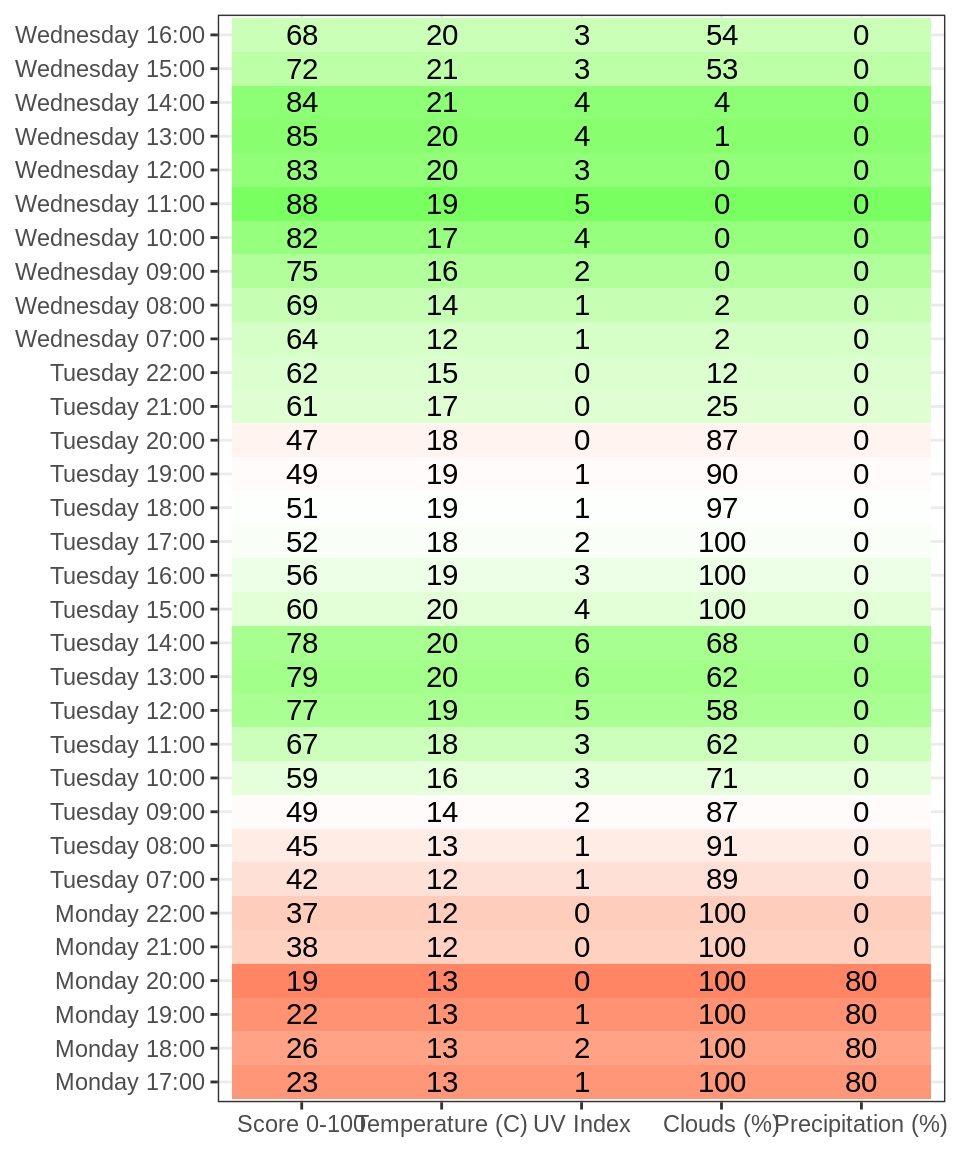 Wednesday 16:00 68 20 3 54 0
Wednesday 15:00 72 21 3 53 0
Wednesday 14:00 84 21 4 4 0
Wednesday 13:00 85 20 4 1 0
Wednesday 12:00 83 20 3 0 0
Wednesday 11:00 88 19 5 0 0
Wednesday 10:00 82 17 4 0 0
Wednesday 09:00 75 16 2 0 0
Wednesday 08:00 69 14 1 2 0
Wednesday 07:00 64 12 1 2 0
Tuesday 22:00 62 15 0 12 0
Tuesday 21:00 61 17 0 25 0
Tuesday 20:00 47 18 0 87 0
Tuesday 19:00 49 19 1 90 0
Tuesday 18:00 51 19 1 97 0
Tuesday 17:00 52 18 2 100 0
Tuesday 16:00 56 19 3 100 0
Tuesday 15:00 60 20 4 100 0
Tuesday 14:00 78 20 6 68 0
Tuesday 13:00 79 20 6 62 0
Tuesday 12:00 77 19 5 58 0
Tuesday 11:00 67 18 3 62 0
Tuesday 10:00 59 16 3 71 0
Tuesday 09:00 49 14 2 87 0
Tuesday 08:00 45 13 1 91 0
Tuesday 07:00 42 12 1 89 0
Monday 22:00 37 12 0 100 0
Monday 21:00 38 12 0 100 0
Monday 20:00 19 13 0 100 80
Monday 19:00 22 13 1 100 80
Monday 18:00 26 13 2 100 80
Monday 17:00 23 13 1 100 80
Score 0-100 Temperature (C) UV Index Clouds (%) Precipitation (%)